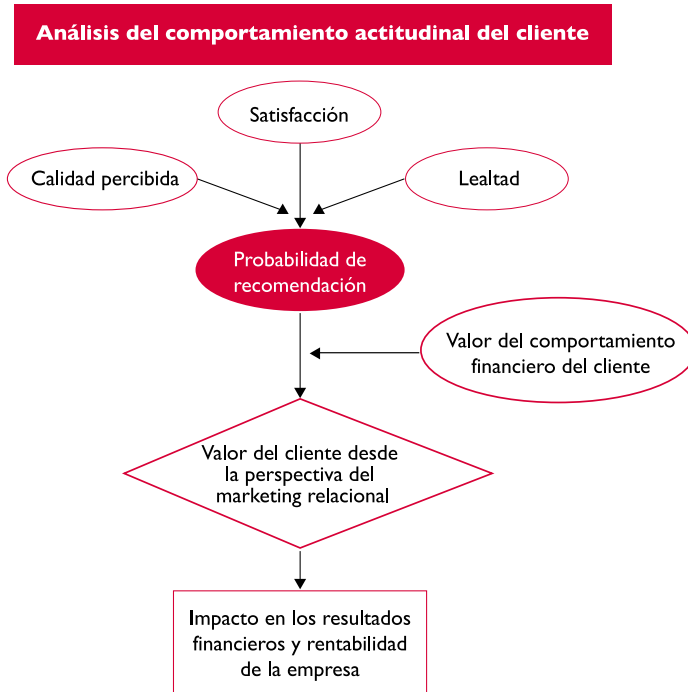 Análisis del comportamiento actitudinal del cliente
Satisfacción
Calidad percibida
Lealtad
Probabilidad de
recomendación
Valor del comportamiento
financiero del cliente
Valor del cliente desde
la perspectiva del
marketing relacional
Impacto en los resultados
financieros y rentabilidad
de la empresa